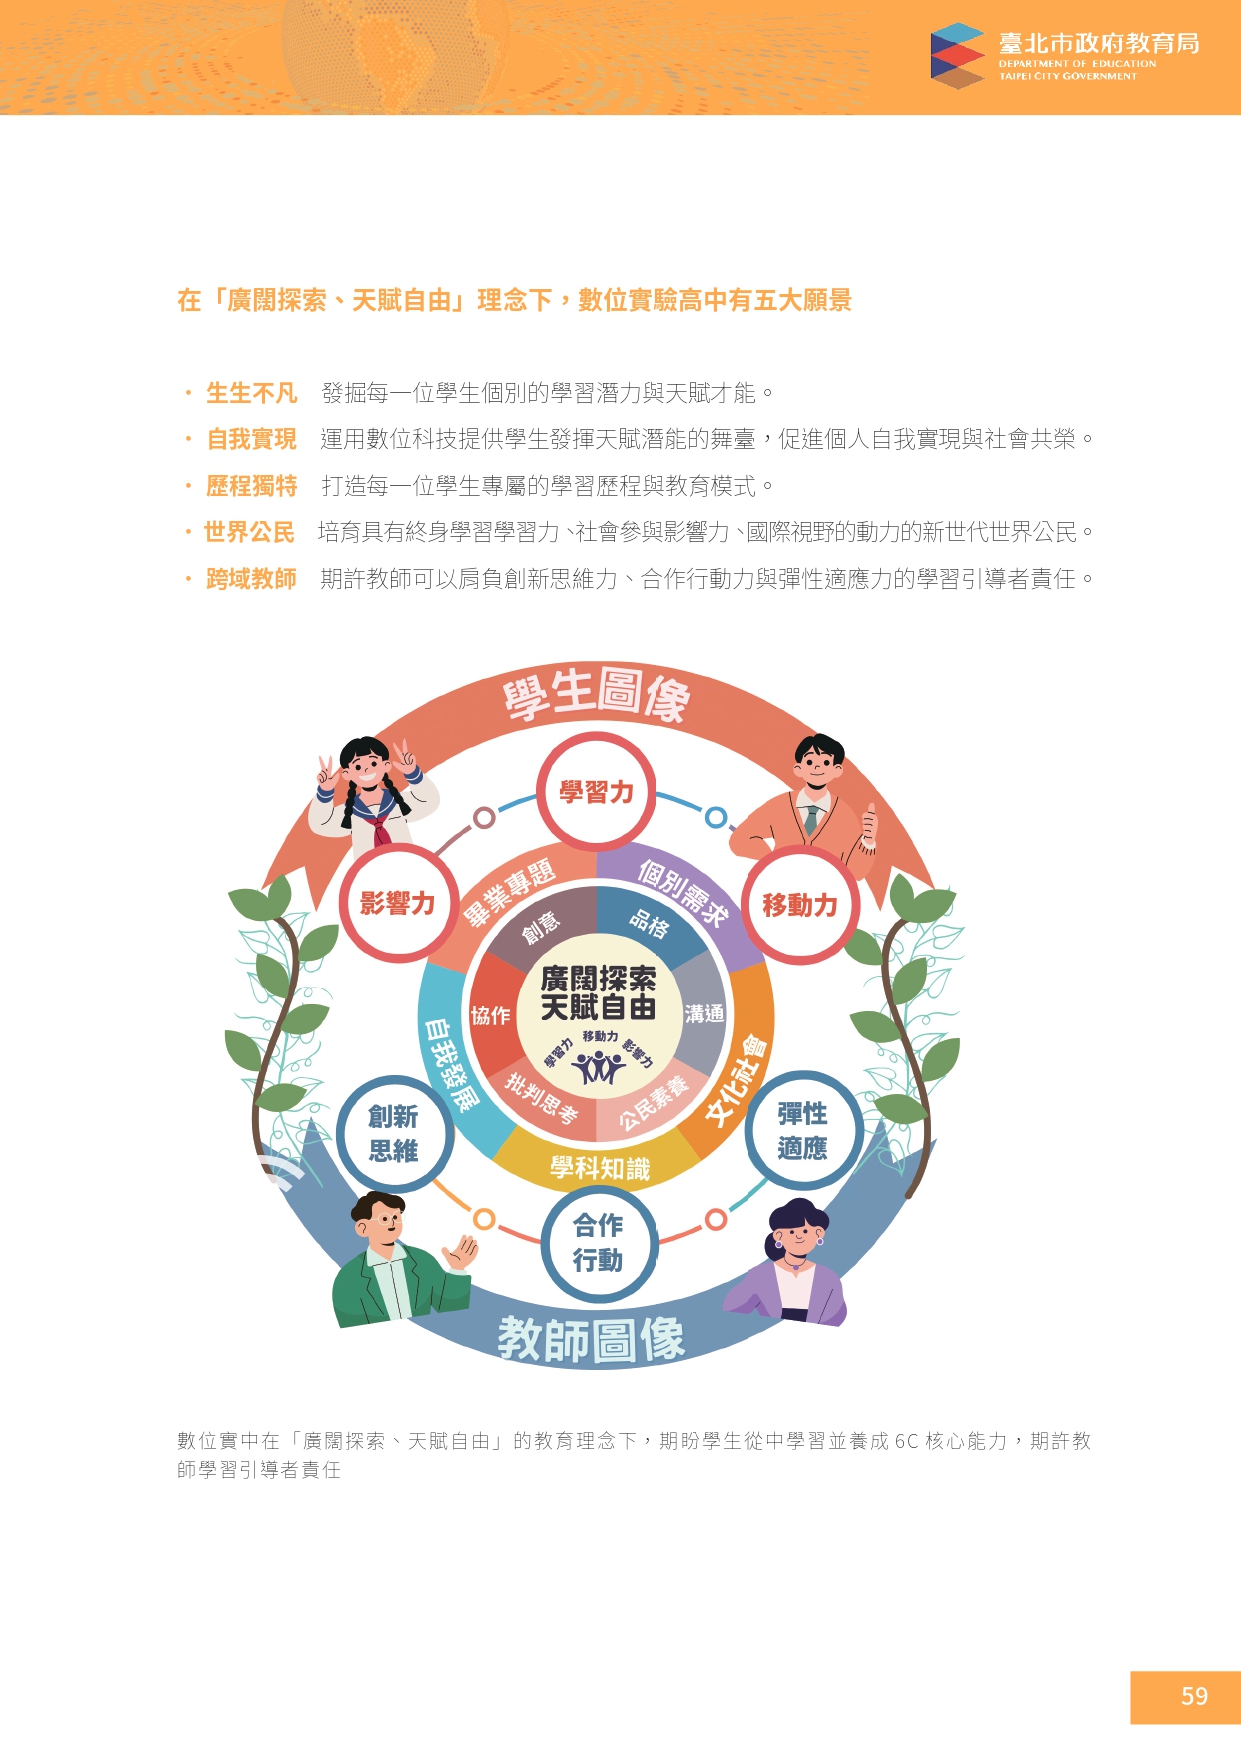 臺北市政府教育局
DEPARTMENT OF EDUCATION
TAIPEI CITY GOVERNMENT
在「廣闊探索、天賦自由」理念下，數位實驗高中有五大願景
• 生生不凡 發掘每一位學生個別的學習潛力與天賦才能。
• 自我實現 運用數位科技提供學生發揮天賦潛能的舞臺，促進個人自我實現與社會共榮。
• 歷程獨特 打造每一位學生專屬的學習歷程與教育模式。
• 世界公民 培育具有終身學習學習力、社會參與影響力、國際視野的動力的新世代世界公民。
• 跨域教師 期許教師可以肩負創新思維力、合作行動力與彈性適應力的學習引導者責任。
學生圖像
學習力
影響力
移動力
畢業專題
個別需求
創意
品格
廣闊探索
天賦自由
協作
溝通
學習力
移動力
影響力
自我發展
文化社會
批判思考
公民素養
創新
思維
彈性
適應
學科知識
合作
行動
教師圖像
數位實中在「廣闊探索、天賦自由」的教育理念下，期盼學生從中學習並養成 6C 核心能力，期許教
師學習引導者責任
59